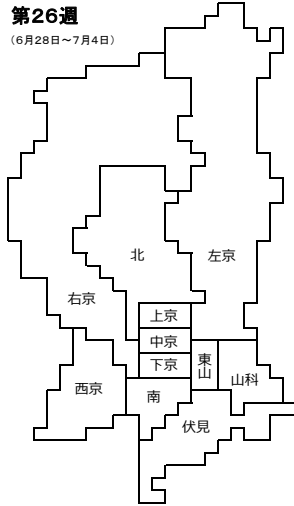 第26週
（6月28日～7月4日）
北
左京
右京
上京
中京
下京
東山
山科
西京
南
伏見